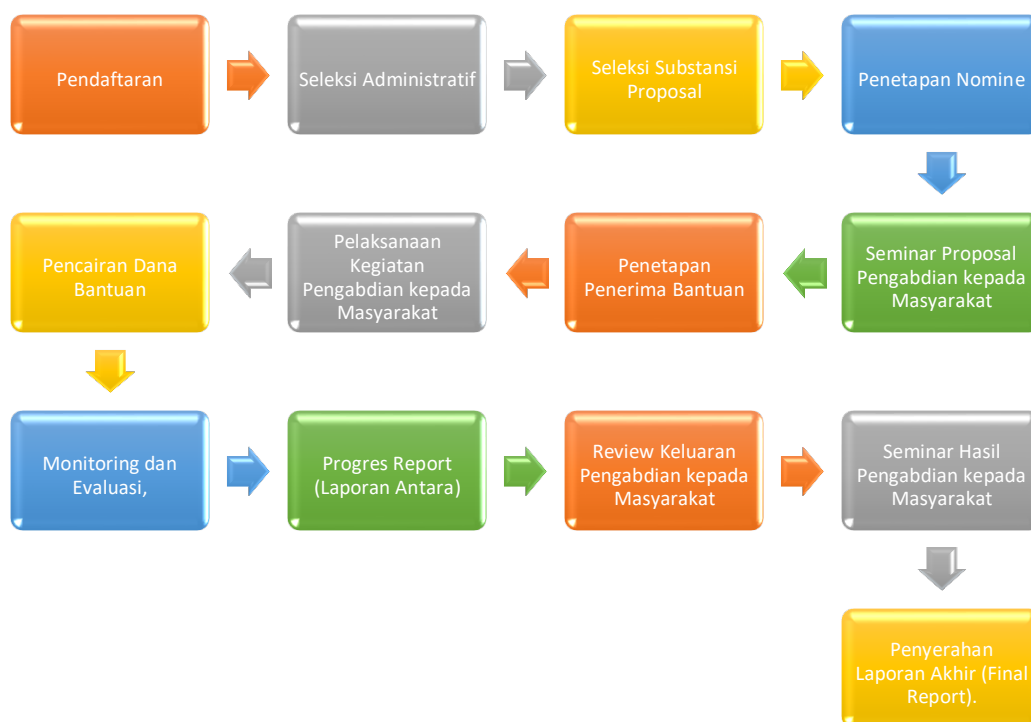 Pendaftaran
Seleksi Administratif
Seleksi Substansi
Proposal
Penetapan Nomine
Seminar Proposal
Pengabdian kepada
Masyarakat
Penetapan
Penerima Bantuan
Pelaksanaan
Kegiatan
Pengabdian kepada
Masyarakat
Pencairan Dana
Bantuan
Monitoring dan
Evaluasi,
Progres Report
(Laporan Antara)
Review Keluaran
Pengabdian kepada
Masyarakat
Seminar Hasil
Pengabdian kepada
Masyarakat
Penyerahan
Laporan Akhir (Final
Report).